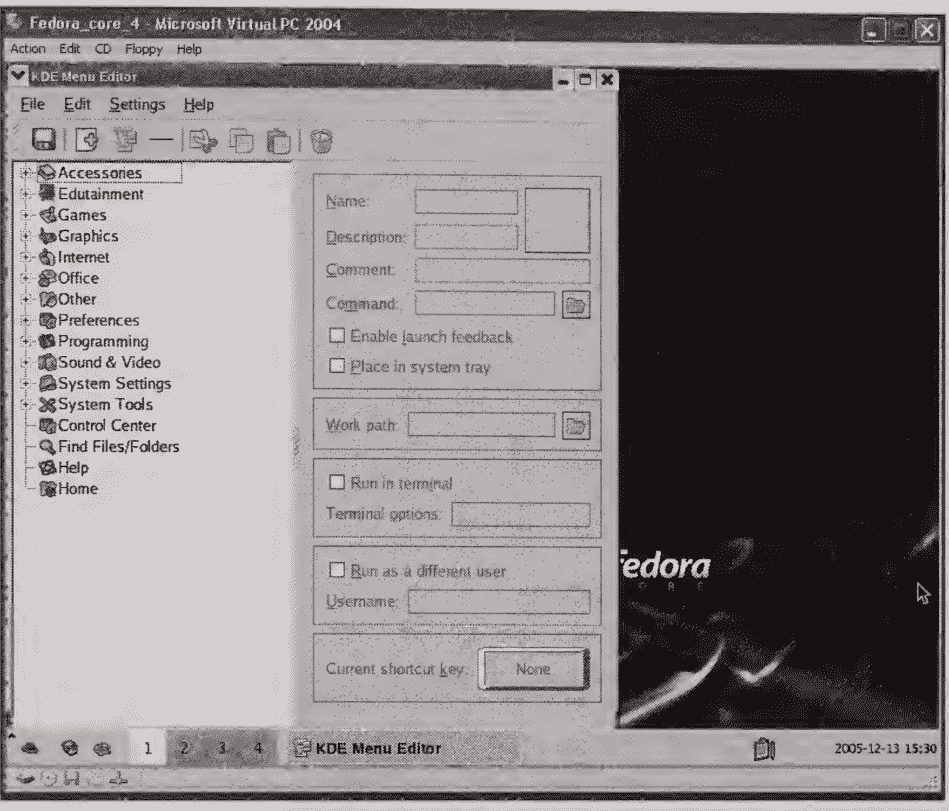 Fedora_core_4 - Microsoft Virtual PC 2004
Action Edit CD Floppy Help
KDE Menu Editor
File Edit Settings Help
Accessories
Edutainment
Games
Graphics
Internet
Office
Other
Preferences
Programming
Sound & Video
System Settings
System Tools
Control Center
Find Files/Folders
Help
Home
Name:
Description:
Comment:
Command:
Enable launch feedback
Place in system tray
Work path:
Run in terminal
Terminal options:
Run as a different user
Username:
Current shortcut key: None
fedora
CORE
1 2 3 4 KDE Menu Editor 2005-12-13 15:30